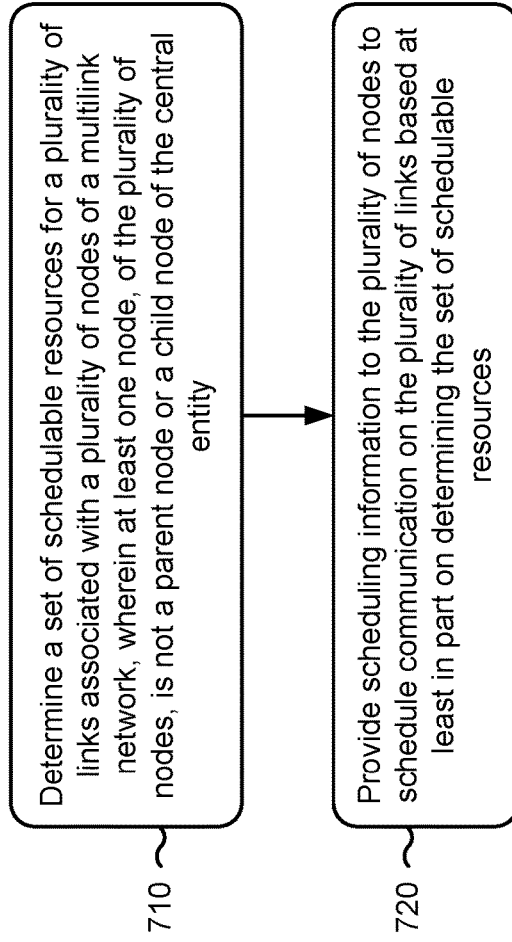 710
Determine a set of schedulable resources for a plurality of
links associated with a plurality of nodes of a multilink
network, wherein at least one node, of the plurality of
nodes, is not a parent node or a child node of the central
entity
720
Provide scheduling information to the plurality of nodes to
schedule communication on the plurality of links based at
least in part on determining the set of schedulable
resources